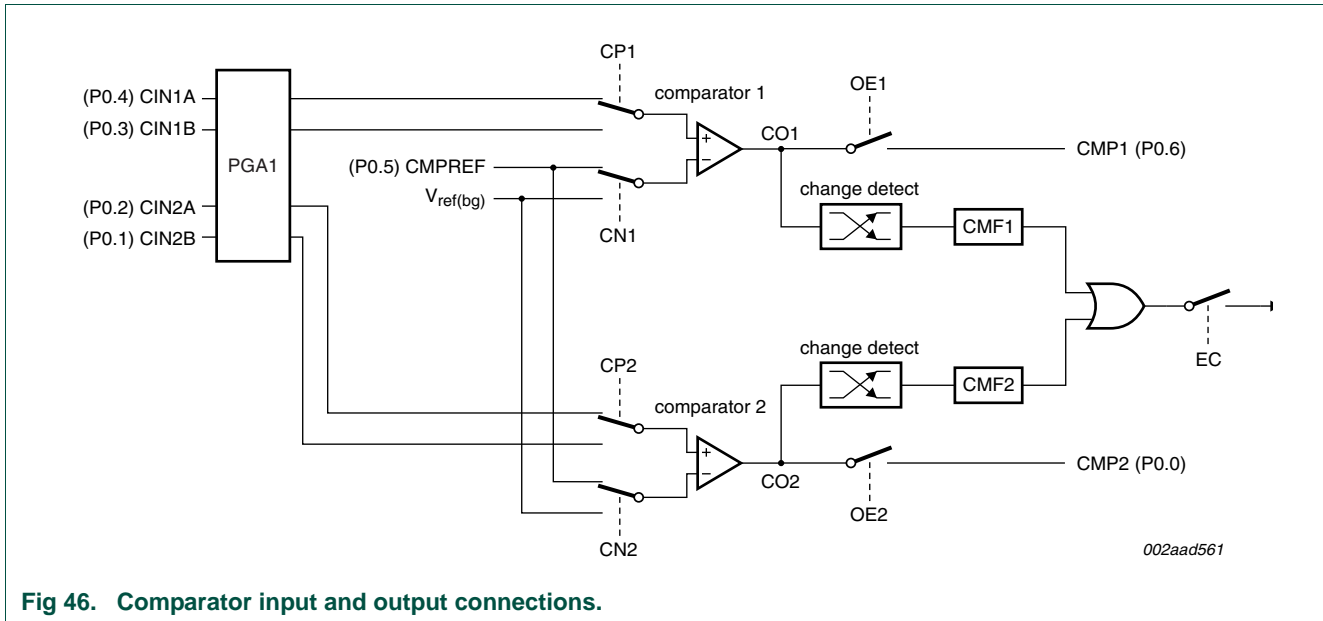 CP1
comparator 1
OE1
(P0.4) CIN1A
(P0.3) CIN1B
PGA1
(P0.5) CMPREF
Vref(bg)
CN1
+
−
CO1
CMP1 (P0.6)
change detect
CMF1
(P0.2) CIN2A
(P0.1) CIN2B
EC
change detect
CMF2
CP2
comparator 2
+
−
CO2
CMP2 (P0.0)
OE2
CN2
002aad561
Fig 46. Comparator input and output connections.